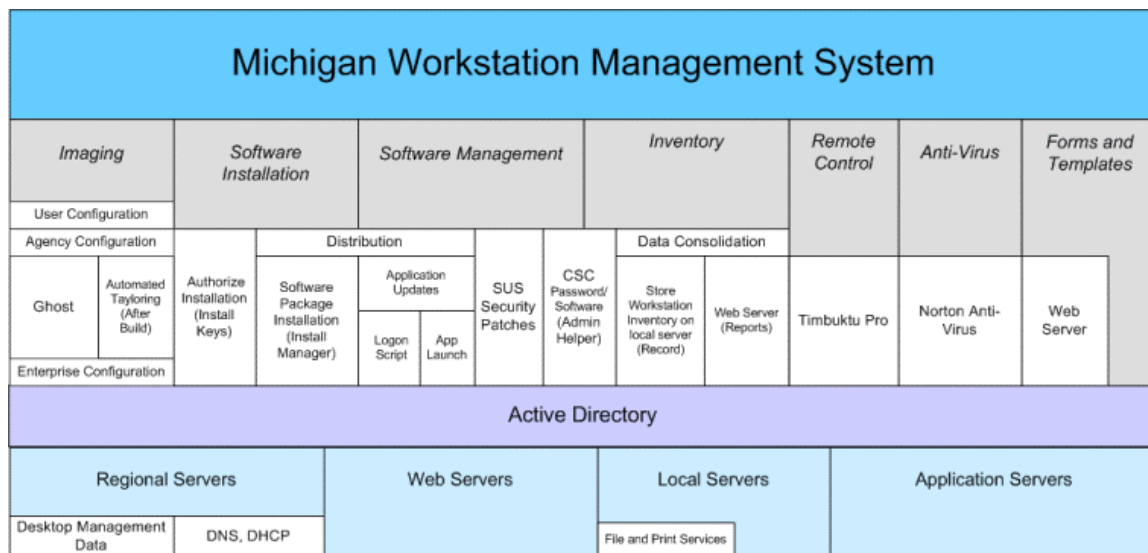 Michigan Workstation Management System
Imaging
Software
Installation
Software Management
Inventory
Remote
Control
Anti-Virus
Forms and
Templates
User Configuration
Agency Configuration
Distribution
Data Consolidation
Ghost
Automated
Tayloring
(After
Build)
Authorize
Installation
(Install
Keys)
Software
Package
Installation
(Install
Manager)
Application
Updates
Logon
Script
App
Launch
SUS
Security
Patches
CSC
Password/
Software
(Admin
Helper)
Store
Workstation
Inventory on
local server
(Record)
Web Server
(Reports)
Timbuktu Pro
Norton Anti-
Virus
Web
Server
Enterprise Configuration
Active Directory
Regional Servers
Web Servers
Local Servers
Application Servers
Desktop Management
Data
DNS, DHCP
File and Print Services